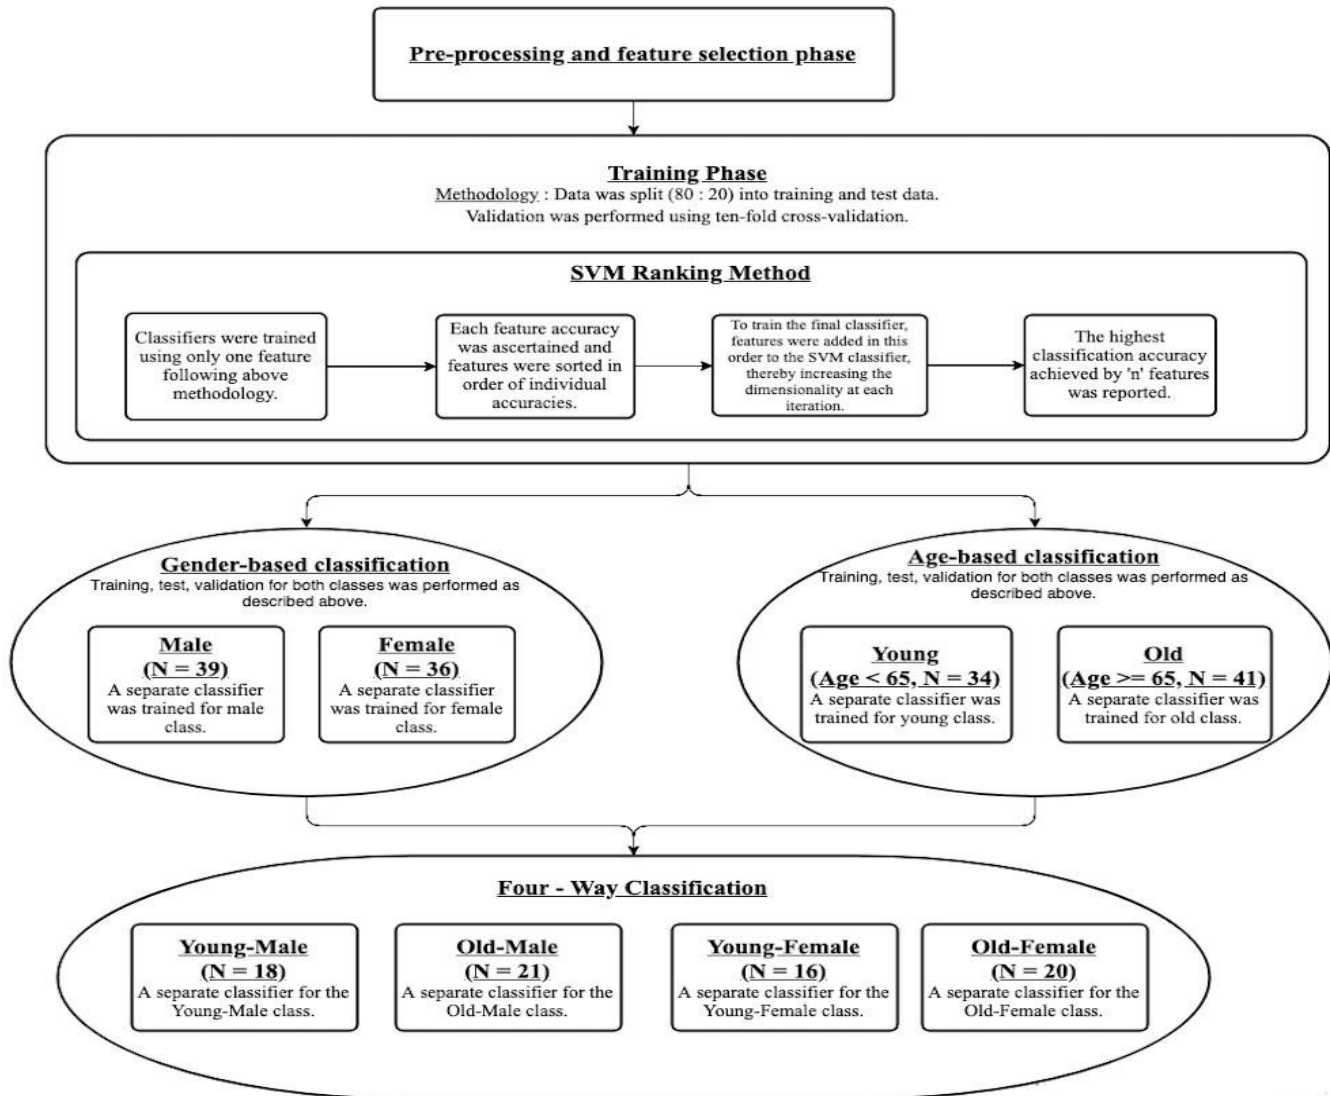 Pre-processing and feature selection phase
Training Phase
Methodology : Data was split (80 : 20) into training and test data.
Validation was performed using ten-fold cross-validation.
SVM Ranking Method
Classifiers were trained
using only one feature
following above
methodology.
Each feature accuracy
was ascertained and
features were sorted in
order of individual
accuracies.
To train the final classifier,
features were added in this
order to the SVM classifier,
thereby increasing the
dimensionality at each
iteration.
The highest
classification accuracy
achieved by 'n' features
was reported.
Gender-based classification
Training, test, validation for both classes was performed as
described above.
Male
(N = 39)
A separate classifier
was trained for male
class.
Female
(N = 36)
A separate classifier
was trained for female
class.
Age-based classification
Training, test, validation for both classes was performed as
described above.
Young
(Age < 65, N = 34)
A separate classifier was
trained for young class.
Old
(Age >= 65, N = 41)
A separate classifier was
trained for old class.
Four - Way Classification
Young-Male
(N = 18)
A separate classifier for the
Young-Male class.
Old-Male
(N = 21)
A separate classifier for the
Old-Male class.
Young-Female
(N = 16)
A separate classifier for the
Young-Female class.
Old-Female
(N = 20)
A separate classifier for the
Old-Female class.